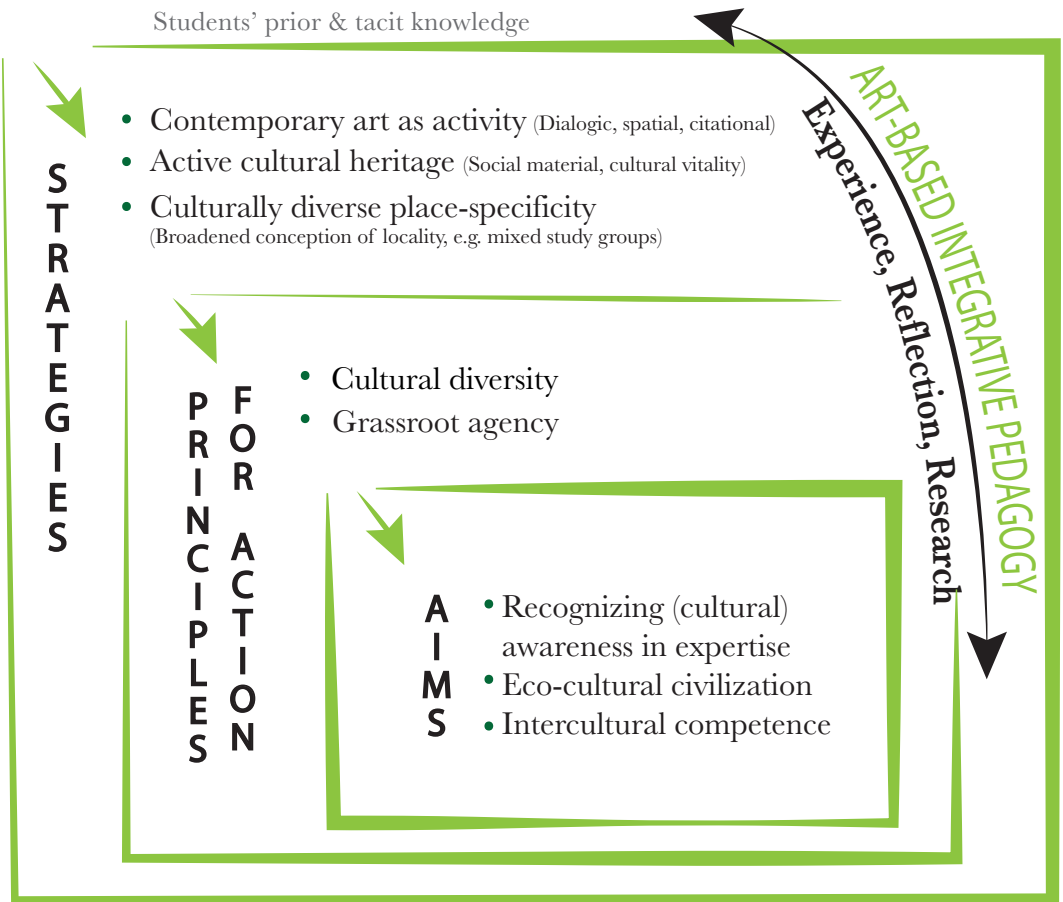 Students’ prior & tacit knowledge
STRATEGIES
• Contemporary art as activity (Dialogic, spatial, citational)
• Active cultural heritage (Social material, cultural vitality)
• Culturally diverse place-specificity
(Broadened conception of locality, e.g. mixed study groups)
PRINCIPLES
FOR ACTION
• Cultural diversity
• Grassroot agency
AIMS
• Recognizing (cultural)
awareness in expertise
• Eco-cultural civilization
• Intercultural competence
Experience, Reflection, Research
ART-BASED INTEGRATIVE PEDAGOGY